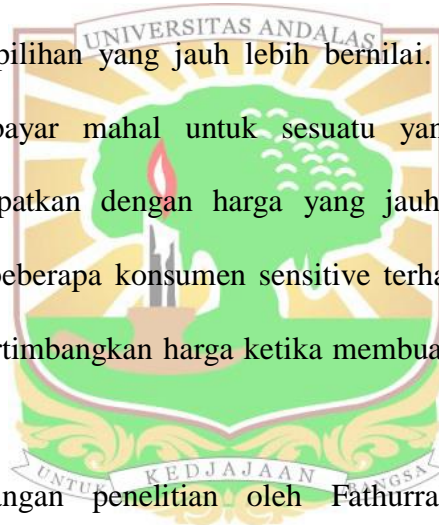 UNIVERSITAS ANDALAS
pilihan yang jauh lebih bernilai.
bayar mahal untuk sesuatu yan
patkan dengan harga yang jauh
beberapa konsumen sensitive terha
rtimbangkan harga ketika membua
UNTUK KEDJAJAAN BANGSA
angan penelitian oleh Fathurra